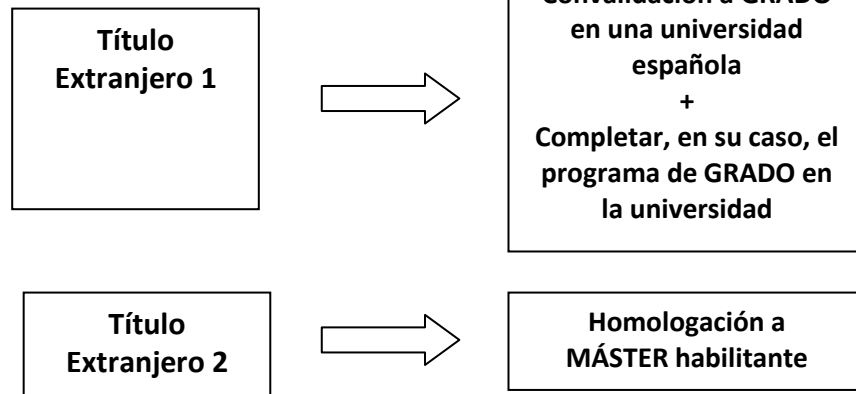 Título
Extranjero 1
Convalidación a GRADO
en una universidad
española
+
Completar, en su caso, el
programa de GRADO en
la universidad
Título
Extranjero 2
Homologación a
MÁSTER habilitante